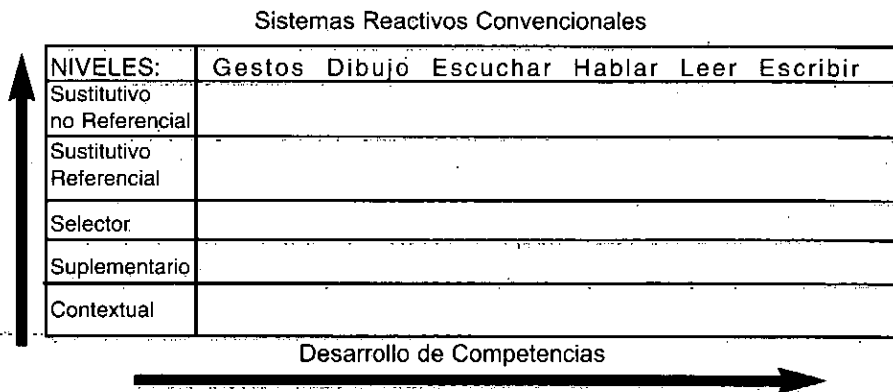 Sistemas Reactivos Convencionales
NIVELES: Gestos Dibujo Escuchar Hablar Leer Escribir
Sustitutivo
no Referencial
Sustitutivo
Referencial
Selector
Suplementario
Contextual
Desarrollo de Competencias